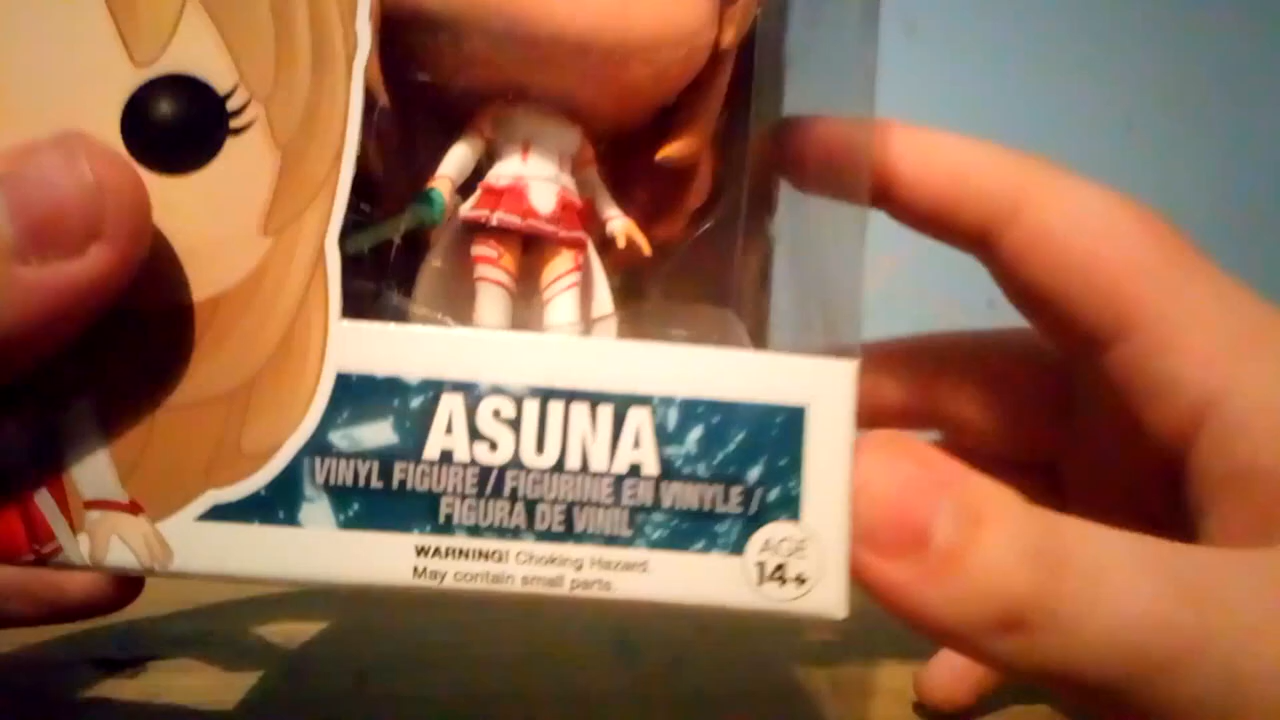 ASUNA
VINYL FIGURE / FIGURINE EN VINYLE /
FIGURA DE VINIL
WARNING! Choking Hazard.
May contain small parts.
AGE
14+